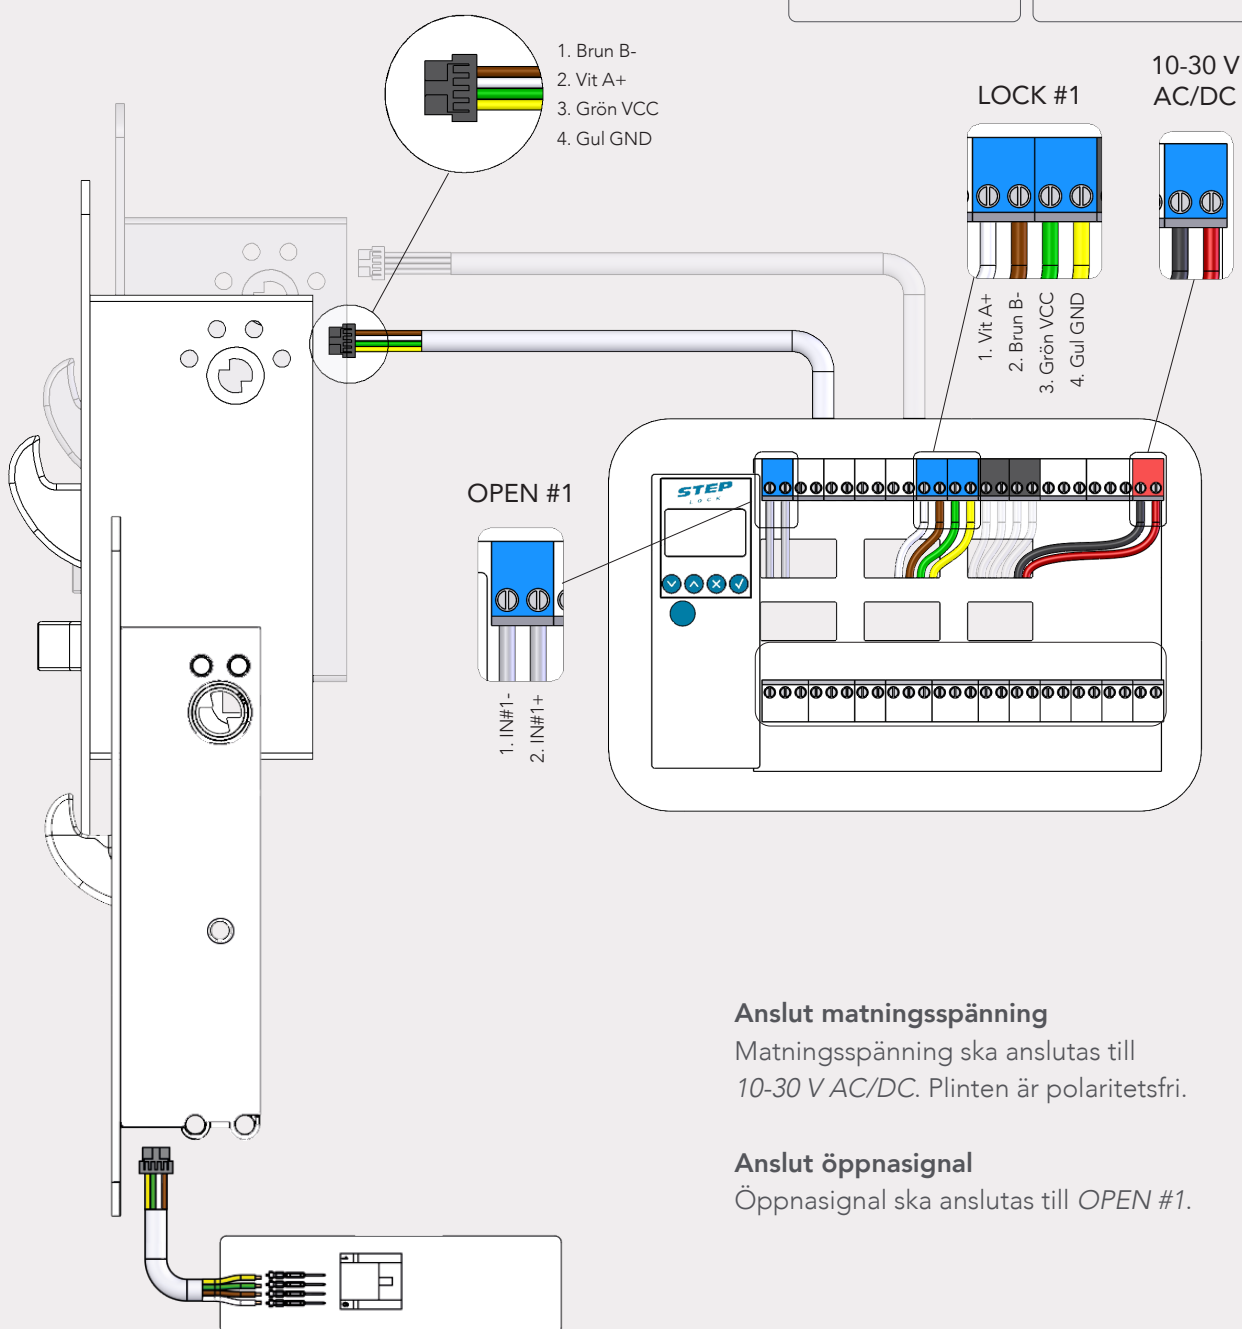 1. Brun B-
2. Vit A+
3. Grön VCC
4. Gul GND
LOCK #1
10-30 V
AC/DC
1. Vit A+
2. Brun B-
3. Grön VCC
4. Gul GND
OPEN #1
1. IN#1-
2. IN#1+
STEP
LOCK
Anslut matningsspänning
Matningsspänning ska anslutas till
10-30 V AC/DC. Plinten är polaritetsfri.
Anslut öppnasignal
Öppnasignal ska anslutas till OPEN #1.